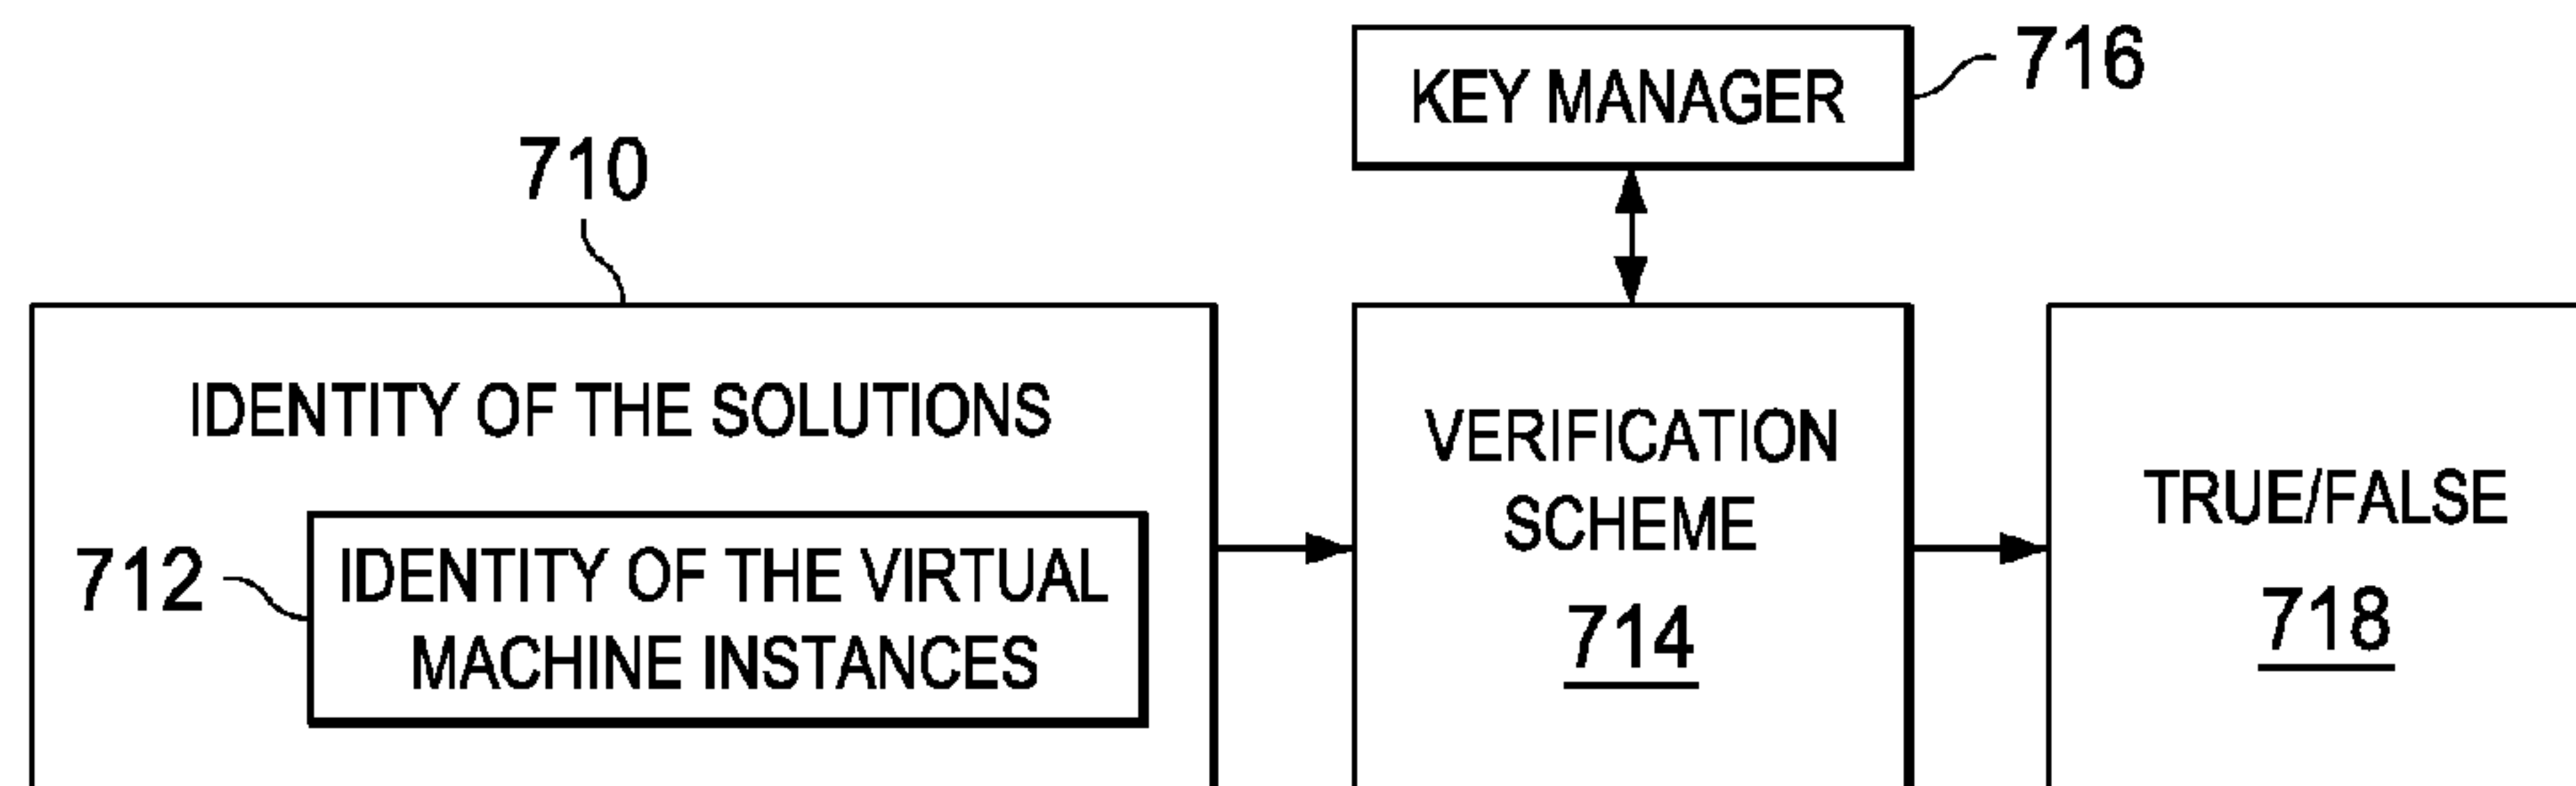 KEY MANAGER
716
710
IDENTITY OF THE SOLUTIONS
712
IDENTITY OF THE VIRTUAL
MACHINE INSTANCES
VERIFICATION
SCHEME
714
TRUE/FALSE
718